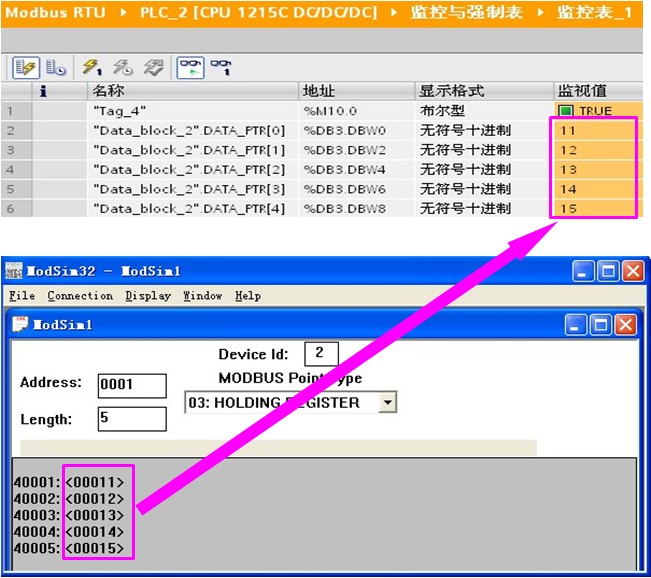 Modbus RTU ▸ PLC_2 [CPU 1215C DC/DC/DC] ▸ 监控与强制表 ▸ 监控表_1
i 名称 地址 显示格式 监视值
1 "Tag_4" %M10.0 布尔型 TRUE
2 "Data_block_2".DATA_PTR[0] %DB3.DBW0 无符号十进制 11
3 "Data_block_2".DATA_PTR[1] %DB3.DBW2 无符号十进制 12
4 "Data_block_2".DATA_PTR[2] %DB3.DBW4 无符号十进制 13
5 "Data_block_2".DATA_PTR[3] %DB3.DBW6 无符号十进制 14
6 "Data_block_2".DATA_PTR[4] %DB3.DBW8 无符号十进制 15
ModSim32 - ModSim1
File Connection Display Window Help
ModSim1
Device Id: 2
Address: 0001
MODBUS Point Type
03: HOLDING REGISTER
Length: 5
40001: <00011>
40002: <00012>
40003: <00013>
40004: <00014>
40005: <00015>